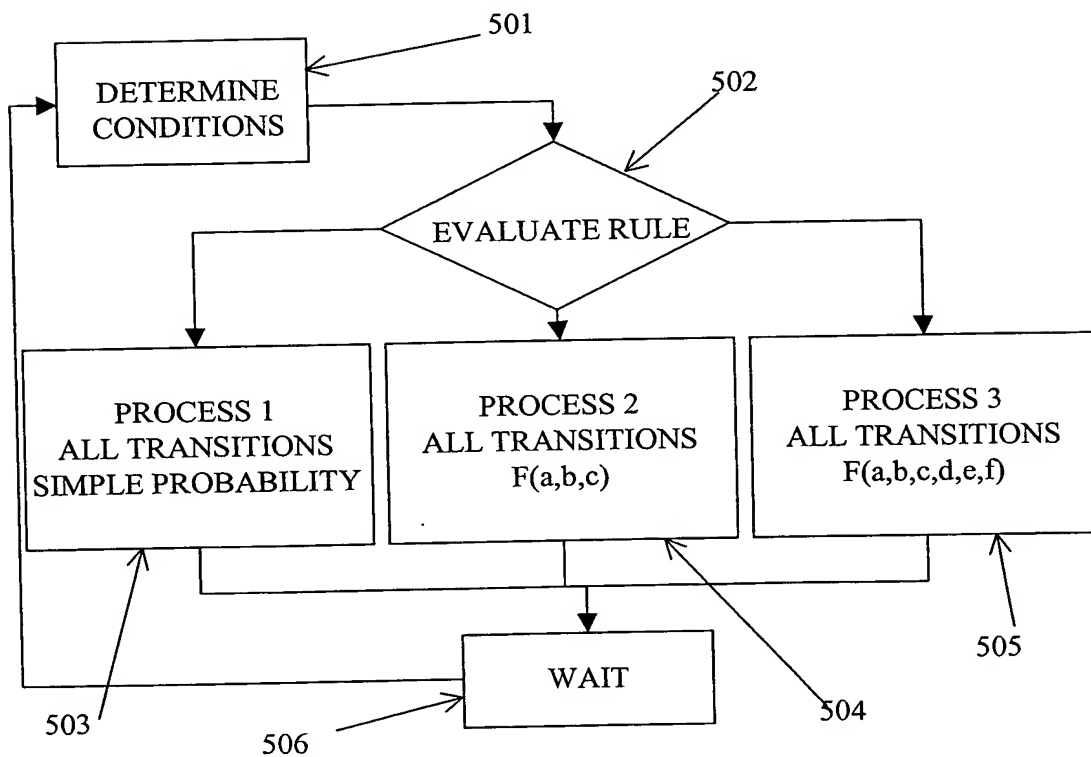 501
DETERMINE
CONDITIONS
502
EVALUATE RULE
PROCESS 1
ALL TRANSITIONS
SIMPLE PROBABILITY
PROCESS 2
ALL TRANSITIONS
F(a,b,c)
PROCESS 3
ALL TRANSITIONS
F(a,b,c,d,e,f)
WAIT
503
506
504
505